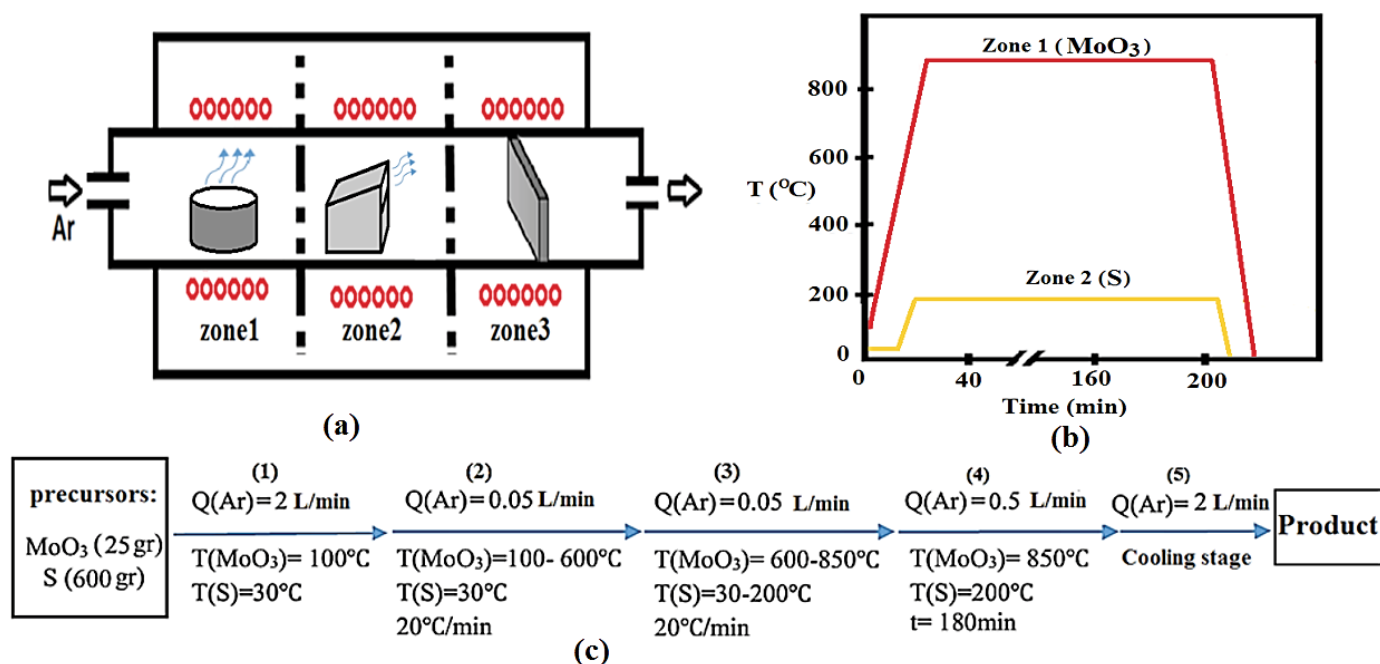 Ar
zone1
zone2
zone3
(a)
Zone 1 (MoO₃)
Zone 2 (S)
T (°C)
800
600
400
200
0
0
40
160
200
Time (min)
(b)
precursors:
MoO₃ (25 gr)
S (600 gr)
(1)
Q(Ar)= 2 L/min
T(MoO₃)= 100°C
T(S)=30°C
(2)
Q(Ar)=0.05 L/min
T(MoO₃)=100- 600°C
T(S)=30°C
20°C/min
(3)
Q(Ar)=0.05 L/min
T(MoO₃)= 600-850°C
T(S)=30-200°C
20°C/min
(4)
Q(Ar)=0.5 L/min
T(MoO₃)= 850°C
T(S)=200°C
t= 180min
(5)
Q(Ar)= 2 L/min
Cooling stage
Product
(c)